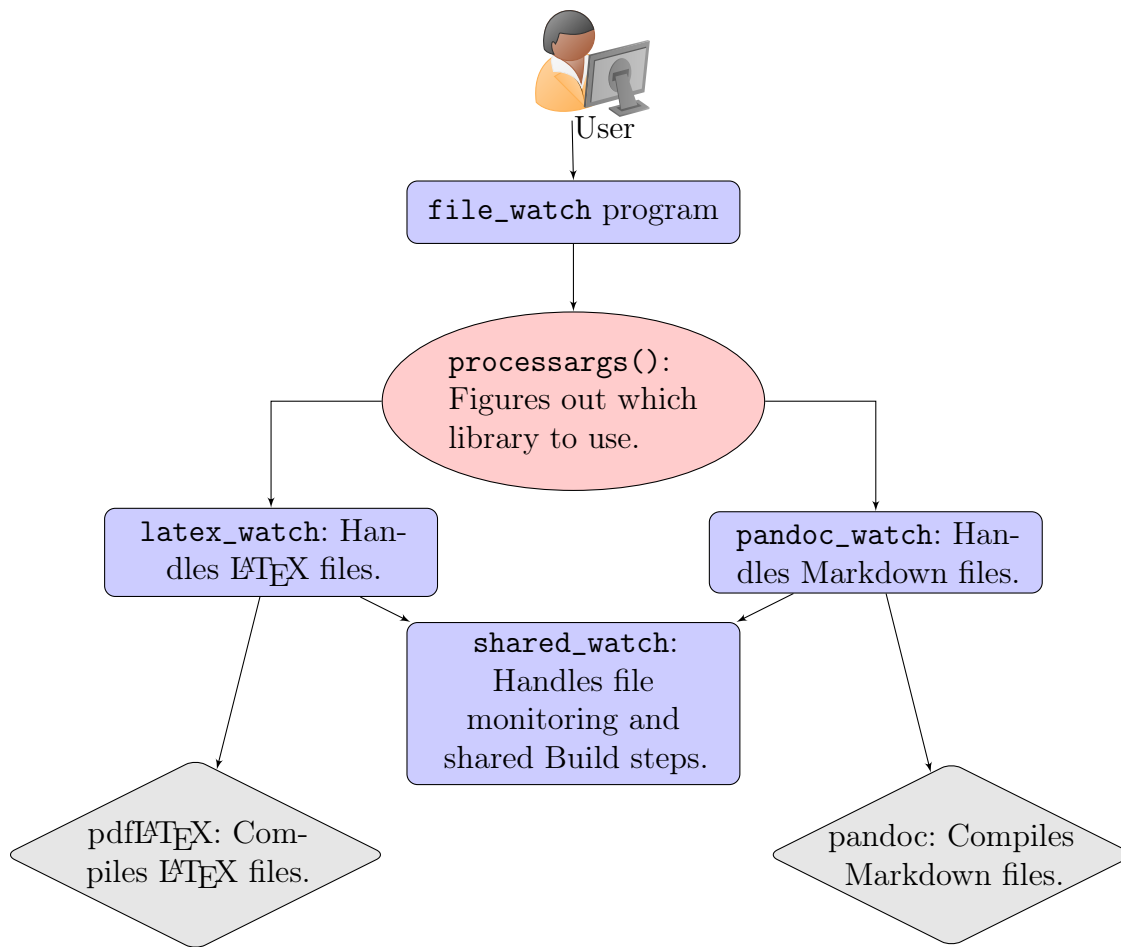 User
file_watch program
processargs():
Figures out which
library to use.
latex_watch: Han-
dles LATEX files.
pandoc_watch: Han-
dles Markdown files.
shared_watch:
Handles file
monitoring and
shared Build steps.
pdfLATEX: Com-
piles LATEX files.
pandoc: Compiles
Markdown files.